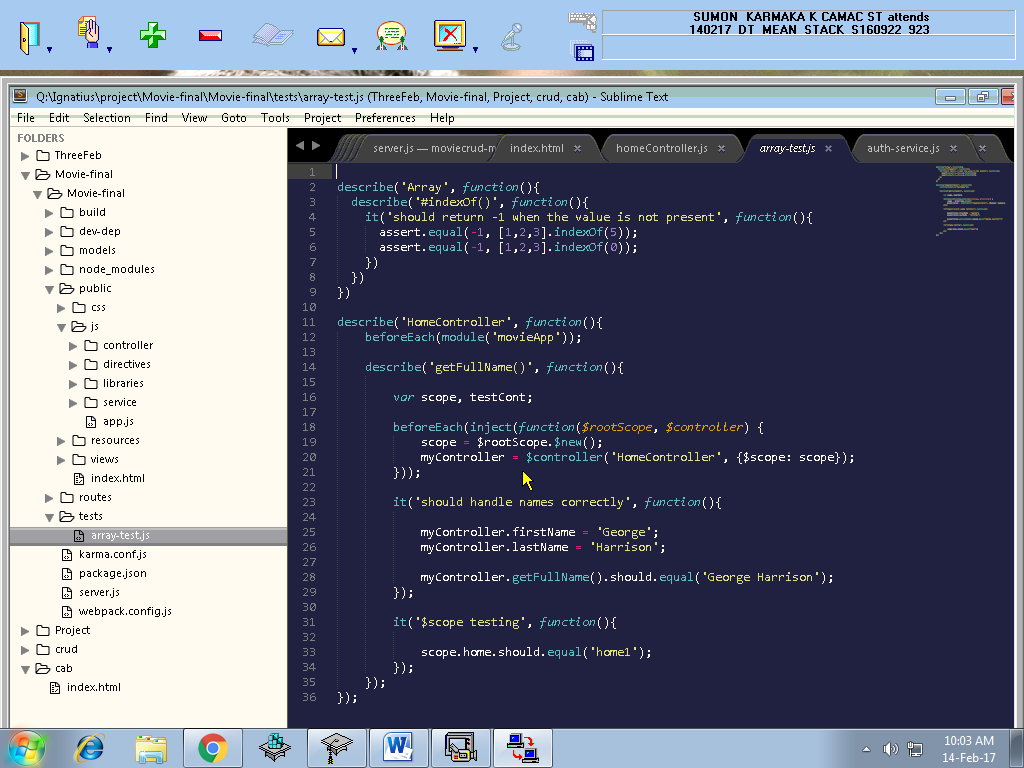 SUMON KARMAKA K CAMAC ST attends
140217 DT MEAN STACK S160922 923
Q:\Ignatius\project\Movie-final\Movie-final\tests\array-test.js (ThreeFeb, Movie-final, Project, crud, cab) - Sublime Text
File Edit Selection Find View Goto Tools Project Preferences Help
FOLDERS
ThreeFeb
Movie-final
Movie-final
build
dev-dep
models
node_modules
public
css
js
controller
directives
libraries
service
app.js
resources
views
index.html
routes
tests
array-test.js
karma.conf.js
package.json
server.js
webpack.config.js
Project
crud
cab
index.html
server.js — moviecrud-m index.html × homeController.js × array-test.js × auth-service.js × ×
1
2 describe('Array', function(){
3 describe('#indexOf()', function(){
4 it('should return -1 when the value is not present', function(){
5 assert.equal(-1, [1,2,3].indexOf(5));
6 assert.equal(-1, [1,2,3].indexOf(0));
7 })
8 })
9 })
10
11 describe('HomeController', function(){
12 beforeEach(module('movieApp'));
13
14 describe('getFullName()', function(){
15
16 var scope, testCont;
17
18 beforeEach(inject(function($rootScope, $controller) {
19 scope = $rootScope.$new();
20 myController = $controller('HomeController', {$scope: scope});
21 }));
22
23 it('should handle names correctly', function(){
24
25 myController.firstName = 'George';
26 myController.lastName = 'Harrison';
27
28 myController.getFullName().should.equal('George Harrison');
29 });
30
31 it('$scope testing', function(){
32
33 scope.home.should.equal('home1');
34 });
35 });
36 });
10:03 AM
14-Feb-17